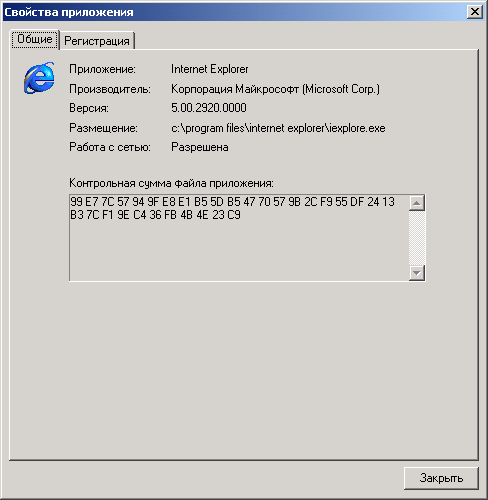 Свойства приложения
Общие Регистрация
Приложение: Internet Explorer
Производитель: Корпорация Майкрософт (Microsoft Corp.)
Версия: 5.00.2920.0000
Размещение: c:\program files\internet explorer\iexplore.exe
Работа с сетью: Разрешена
Контрольная сумма файла приложения:
99 E7 7C 57 94 9F E8 E1 B5 5D B5 47 70 57 9B 2C F9 55 DF 24 13
B3 7C F1 9E C4 36 FB 4B 4E 23 C9
Закрыть